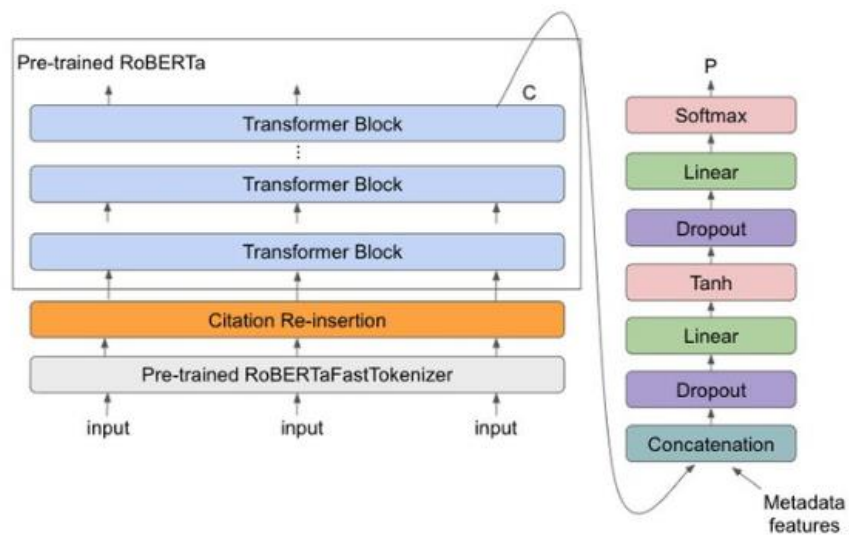 Pre-trained RoBERTa
C
Transformer Block
⋮
Transformer Block
Transformer Block
Citation Re-insertion
Pre-trained RoBERTaFastTokenizer
input input input
P
Softmax
Linear
Dropout
Tanh
Linear
Dropout
Concatenation
Metadata
features